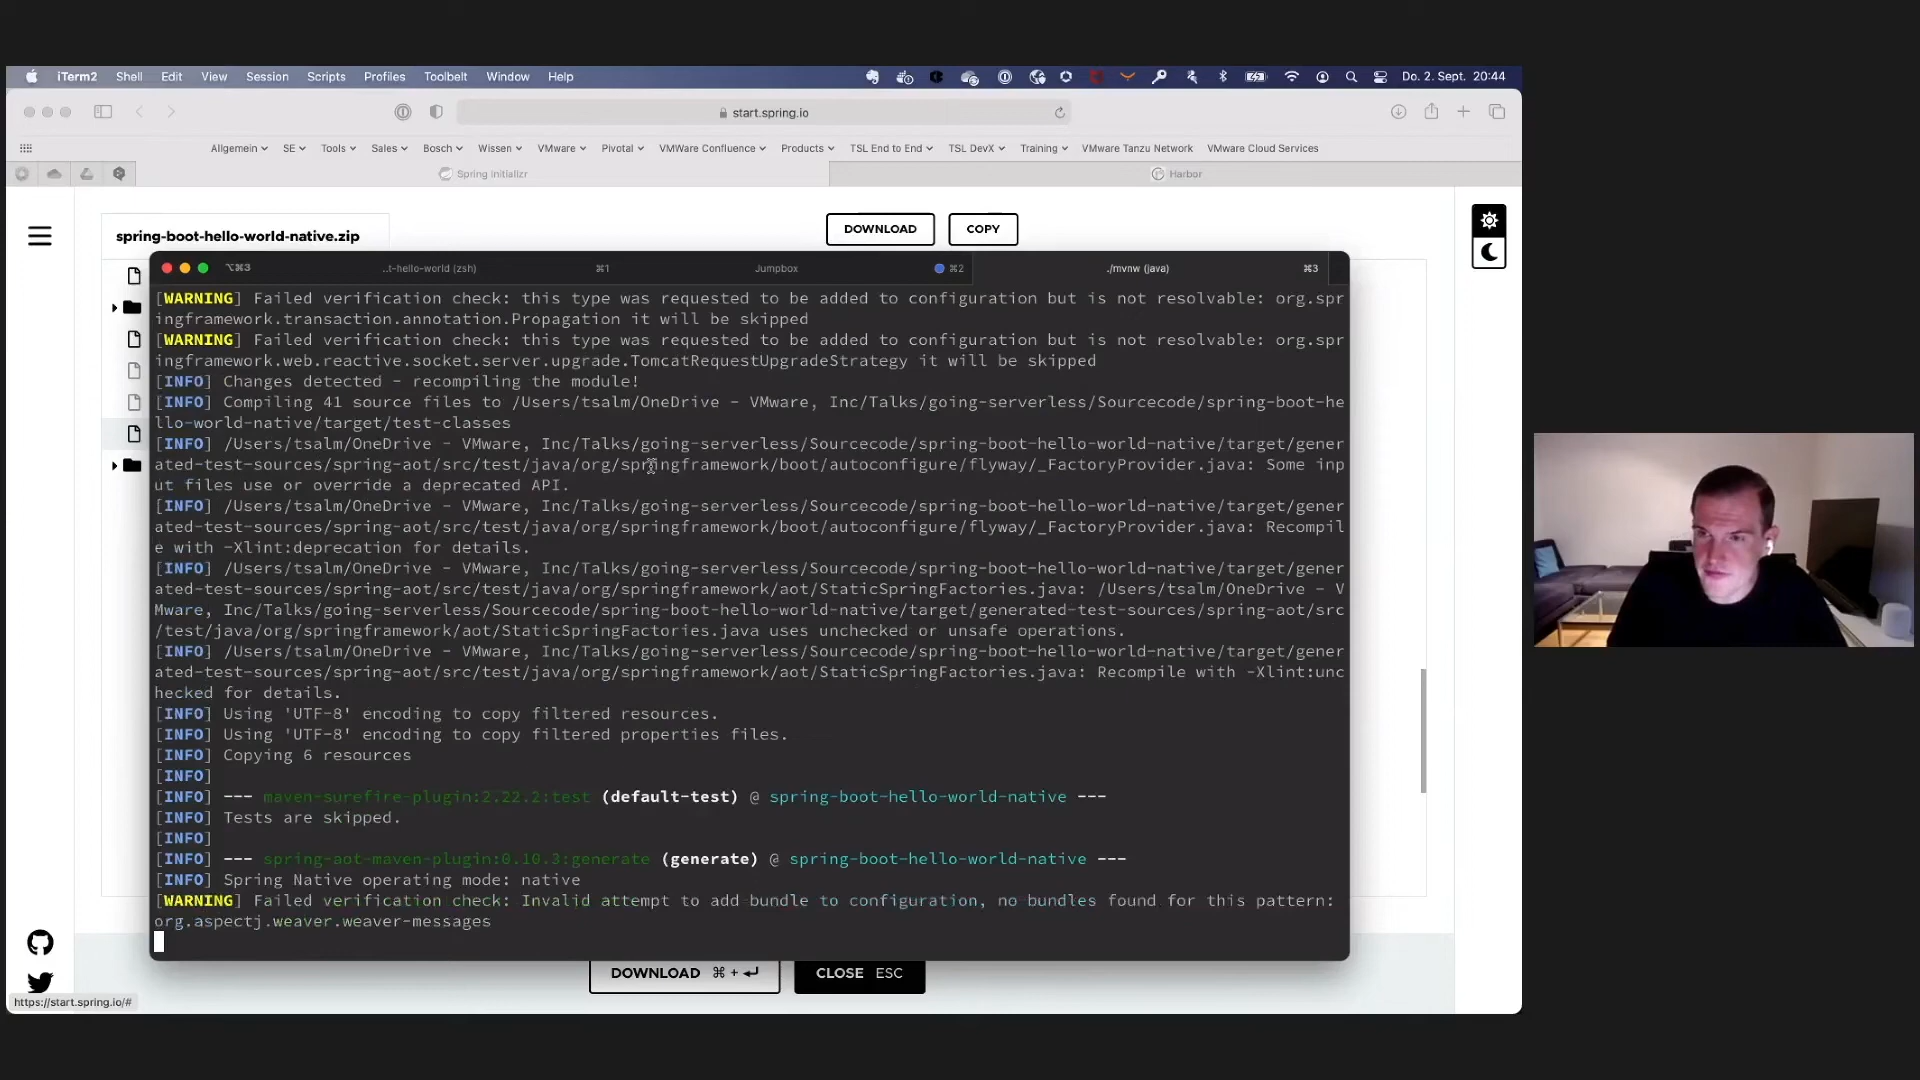 iTerm2 Shell Edit View Session Scripts Profiles Toolbelt Window Help Do. 2. Sept. 20:44
start.spring.io
Allgemein SE Tools Sales Bosch Wissen VMware Pivotal VMWare Confluence Products TSL End to End TSL DevX Training VMware Tanzu Network VMware Cloud Services
Spring Initializr Harbor
spring-boot-hello-world-native.zip DOWNLOAD COPY
⌥⌘3 ..t-hello-world (zsh) ⌘1 Jumpbox ⌘2 ./mvnw (java) ⌘3
[WARNING] Failed verification check: this type was requested to be added to configuration but is not resolvable: org.spr
ingframework.transaction.annotation.Propagation it will be skipped
[WARNING] Failed verification check: this type was requested to be added to configuration but is not resolvable: org.spr
ingframework.web.reactive.socket.server.upgrade.TomcatRequestUpgradeStrategy it will be skipped
[INFO] Changes detected - recompiling the module!
[INFO] Compiling 41 source files to /Users/tsalm/OneDrive - VMware, Inc/Talks/going-serverless/Sourcecode/spring-boot-he
llo-world-native/target/test-classes
[INFO] /Users/tsalm/OneDrive - VMware, Inc/Talks/going-serverless/Sourcecode/spring-boot-hello-world-native/target/gener
ated-test-sources/spring-aot/src/test/java/org/springframework/boot/autoconfigure/flyway/_FactoryProvider.java: Some inp
ut files use or override a deprecated API.
[INFO] /Users/tsalm/OneDrive - VMware, Inc/Talks/going-serverless/Sourcecode/spring-boot-hello-world-native/target/gener
ated-test-sources/spring-aot/src/test/java/org/springframework/boot/autoconfigure/flyway/_FactoryProvider.java: Recompil
e with -Xlint:deprecation for details.
[INFO] /Users/tsalm/OneDrive - VMware, Inc/Talks/going-serverless/Sourcecode/spring-boot-hello-world-native/target/gener
ated-test-sources/spring-aot/src/test/java/org/springframework/aot/StaticSpringFactories.java: /Users/tsalm/OneDrive - V
Mware, Inc/Talks/going-serverless/Sourcecode/spring-boot-hello-world-native/target/generated-test-sources/spring-aot/src
/test/java/org/springframework/aot/StaticSpringFactories.java uses unchecked or unsafe operations.
[INFO] /Users/tsalm/OneDrive - VMware, Inc/Talks/going-serverless/Sourcecode/spring-boot-hello-world-native/target/gener
ated-test-sources/spring-aot/src/test/java/org/springframework/aot/StaticSpringFactories.java: Recompile with -Xlint:unc
hecked for details.
[INFO] Using 'UTF-8' encoding to copy filtered resources.
[INFO] Using 'UTF-8' encoding to copy filtered properties files.
[INFO] Copying 6 resources
[INFO]
[INFO] --- maven-surefire-plugin:2.22.2:test (default-test) @ spring-boot-hello-world-native ---
[INFO] Tests are skipped.
[INFO]
[INFO] --- spring-aot-maven-plugin:0.10.3:generate (generate) @ spring-boot-hello-world-native ---
[INFO] Spring Native operating mode: native
[WARNING] Failed verification check: Invalid attempt to add bundle to configuration, no bundles found for this pattern:
org.aspectj.weaver.weaver-messages
DOWNLOAD ⌘ + ↵ CLOSE ESC
https://start.spring.io/#